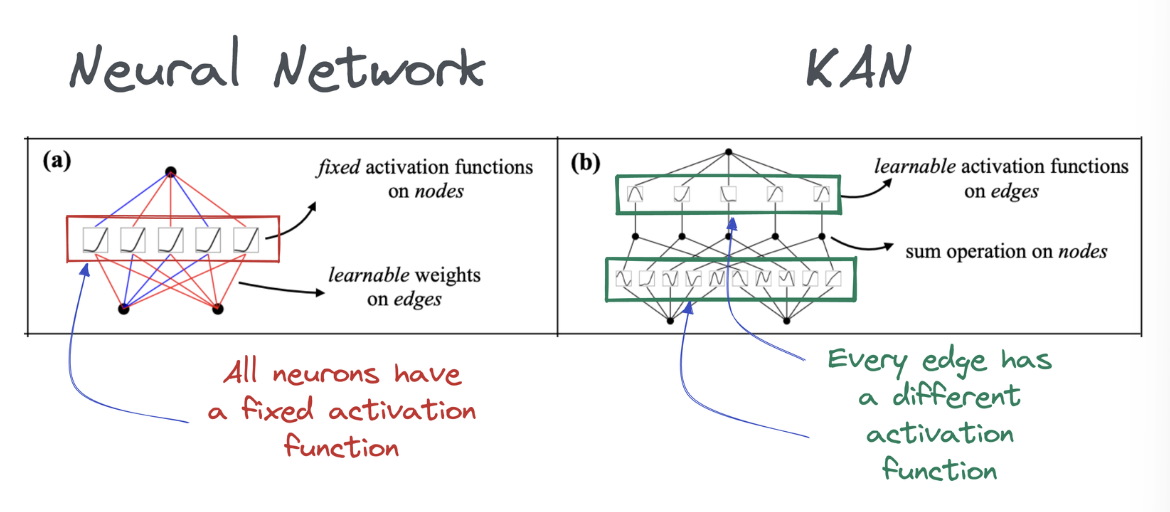 Neural Network
KAN
(a)
fixed activation functions
on nodes
learnable weights
on edges
(b)
learnable activation functions
on edges
sum operation on nodes
All neurons have
a fixed activation
function
Every edge has
a different
activation
function